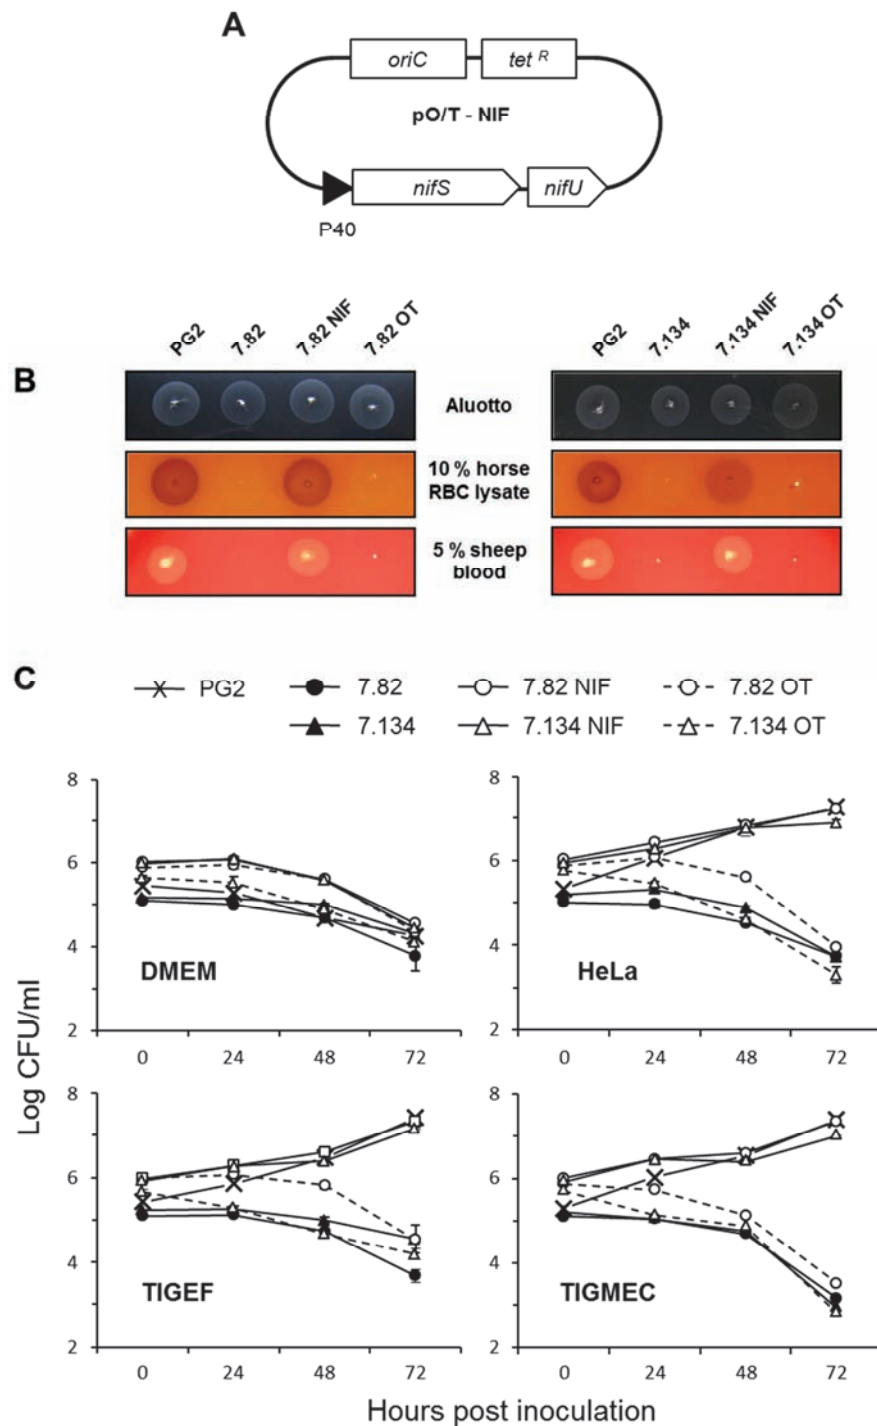 A
oriC tet R
pO/T - NIF
nifS nifU
P40
B
PG2 7.82 7.82 NIF 7.82 OT
PG2 7.134 7.134 NIF 7.134 OT
Aluotto
10 % horse
RBC lysate
5 % sheep
blood
C
PG2 7.82 7.82 NIF 7.82 OT
7.134 7.134 NIF 7.134 OT
Log CFU/ml
8
6
4
2
DMEM
0 24 48 72
8
6
4
2
HeLa
0 24 48 72
8
6
4
2
TIGEF
0 24 48 72
8
6
4
2
TIGMEC
0 24 48 72
Hours post inoculation